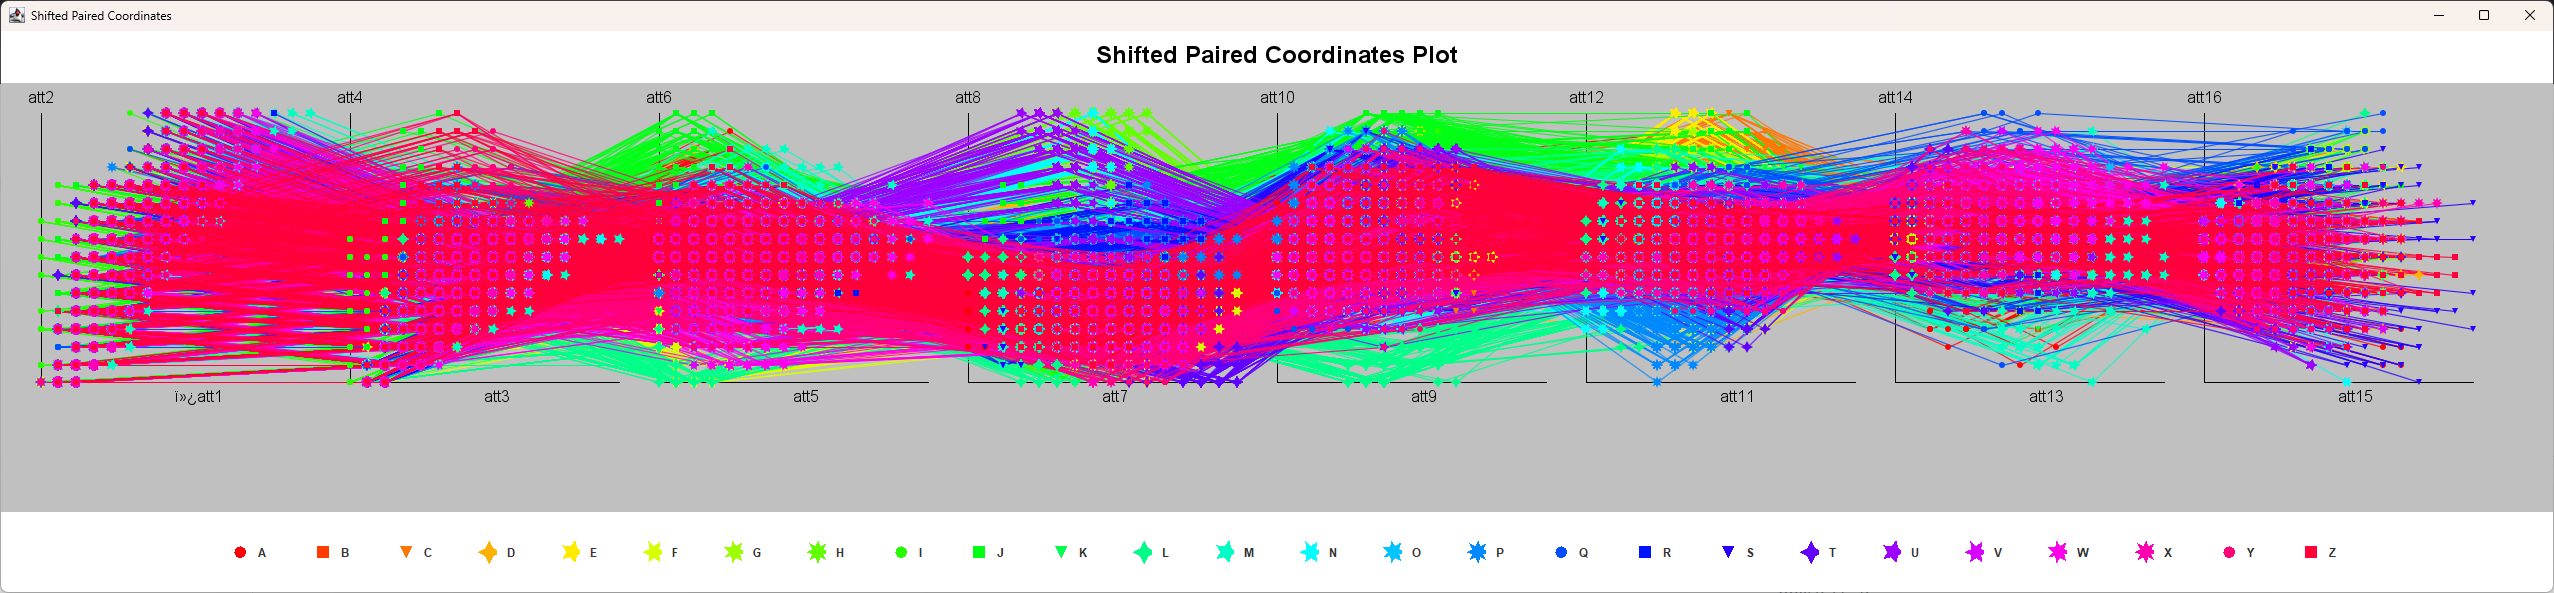 Shifted Paired Coordinates
Shifted Paired Coordinates Plot
att2 att4 att6 att8 att10 att12 att14 att16
ï»¿att1 att3 att5 att7 att9 att11 att13 att15
A B C D E F G H I J K L M N O P Q R S T U V W X Y Z